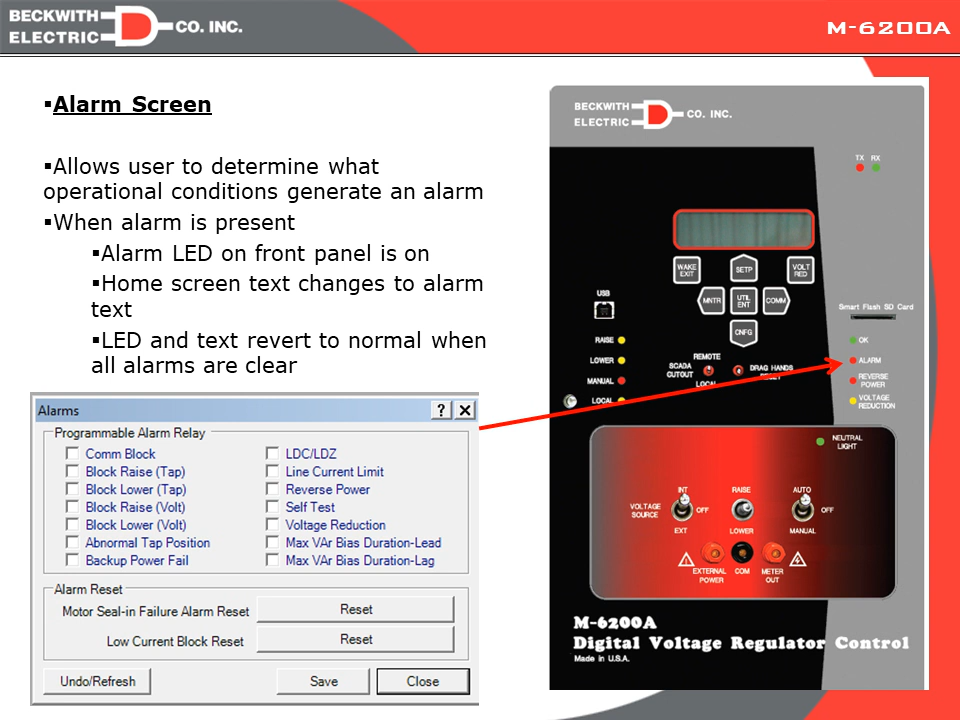 BECKWITH
ELECTRIC
CO. INC.
M-6200A
▪Alarm Screen
▪Allows user to determine what
operational conditions generate an alarm
▪When alarm is present
▪Alarm LED on front panel is on
▪Home screen text changes to alarm
text
▪LED and text revert to normal when
all alarms are clear
Alarms
?
Programmable Alarm Relay
Comm Block
Block Raise (Tap)
Block Lower (Tap)
Block Raise (Volt)
Block Lower (Volt)
Abnormal Tap Position
Backup Power Fail
LDC/LDZ
Line Current Limit
Reverse Power
Self Test
Voltage Reduction
Max VAr Bias Duration-Lead
Max VAr Bias Duration-Lag
Alarm Reset
Motor Seal-in Failure Alarm Reset
Reset
Low Current Block Reset
Reset
Undo/Refresh
Save
Close
BECKWITH
ELECTRIC
CO. INC.
TX RX
WAKE
EXIT
SETP
VOLT
RED
MNTR
UTIL
ENT
COMM
CNFG
USB
Smart Flash SD Card
RAISE
LOWER
MANUAL
LOCAL
REMOTE
SCADA
CUTOUT
LOCAL
DRAG HANDS
RESET
OK
ALARM
REVERSE
POWER
VOLTAGE
REDUCTION
NEUTRAL
LIGHT
VOLTAGE
SOURCE
INT
OFF
EXT
RAISE
LOWER
AUTO
OFF
MANUAL
EXTERNAL
POWER
COM
METER
OUT
M-6200A
Digital Voltage Regulator Control
Made in U.S.A.